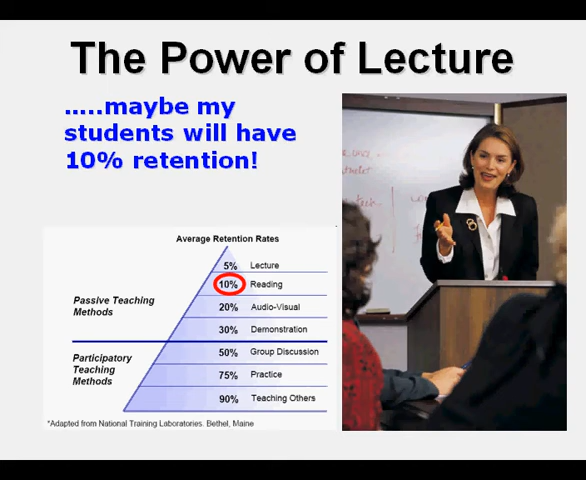 The Power of Lecture
.....maybe my
students will have
10% retention!
Average Retention Rates
5% Lecture
10% Reading
20% Audio-Visual
30% Demonstration
50% Group Discussion
75% Practice
90% Teaching Others
Passive Teaching
Methods
Participatory
Teaching
Methods
*Adapted from National Training Laboratories. Bethel, Maine